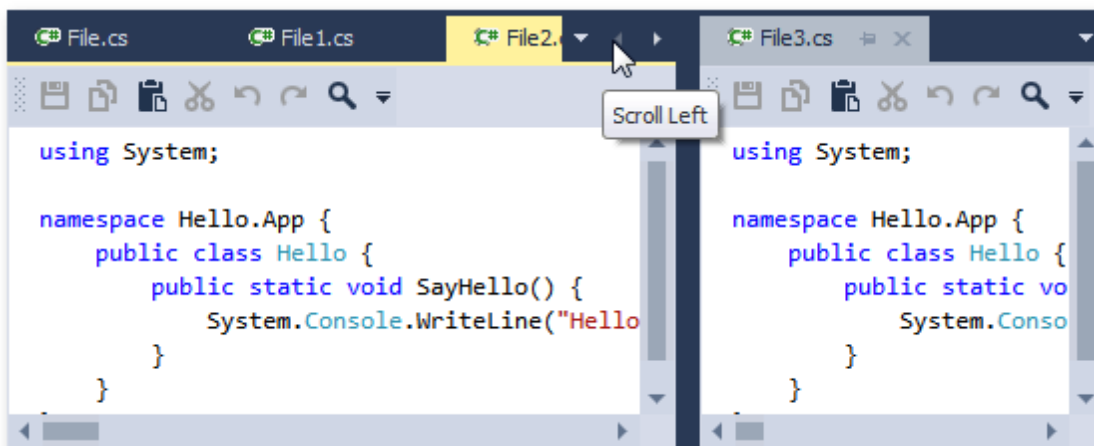 File.cs File1.cs File2. File3.cs
Scroll Left
using System;
namespace Hello.App {
    public class Hello {
        public static void SayHello() {
            System.Console.WriteLine("Hello
        }
    }
using System;
namespace Hello.App {
    public class Hello {
        public static vo
            System.Conso
        }
    }